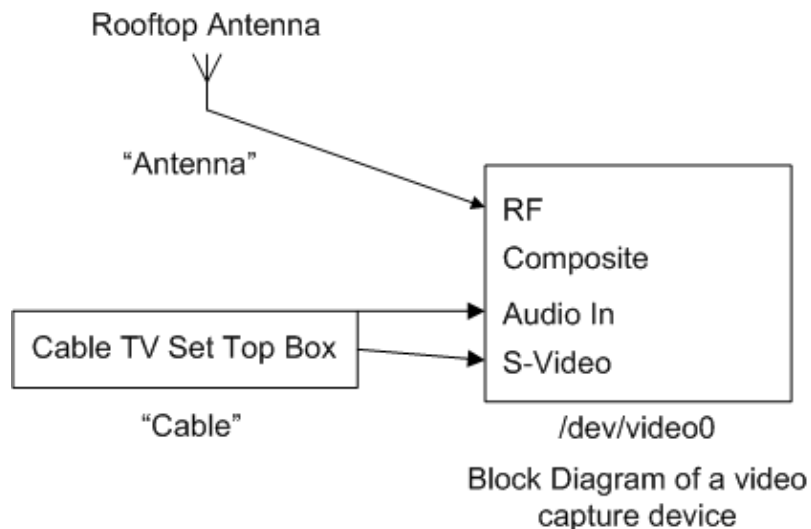 Rooftop Antenna
“Antenna”
RF
Composite
Audio In
S-Video
Cable TV Set Top Box
“Cable”
/dev/video0
Block Diagram of a video
capture device